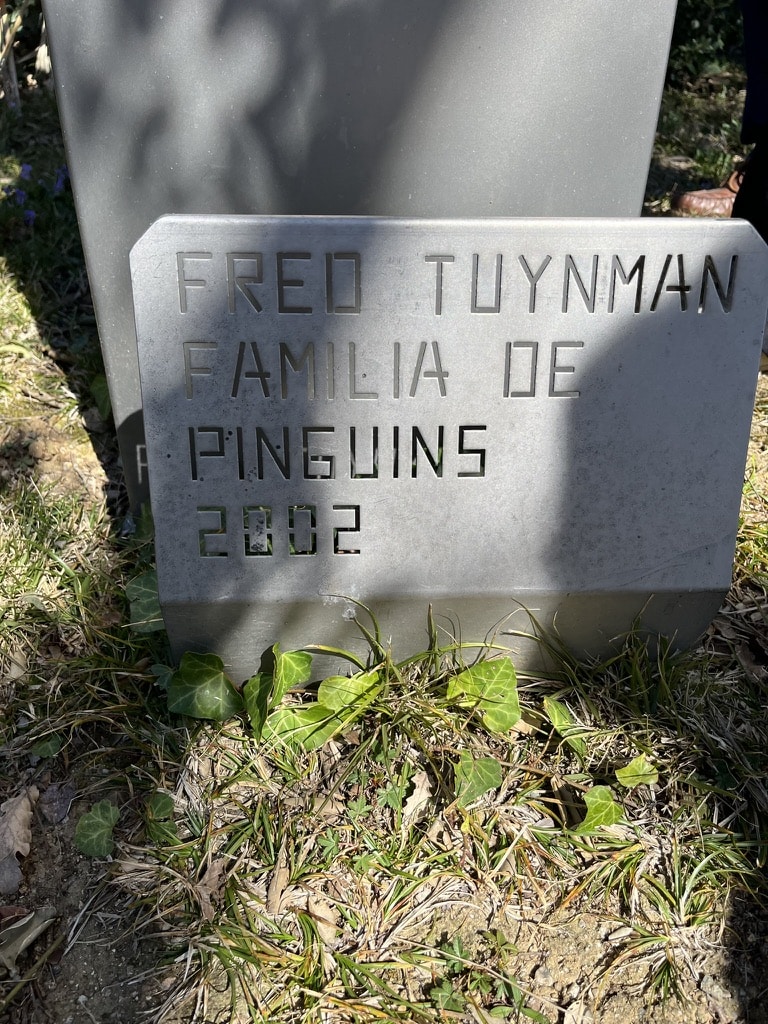 FRED TUYNMAN
FAMILIA DE
PINGUINS
2002